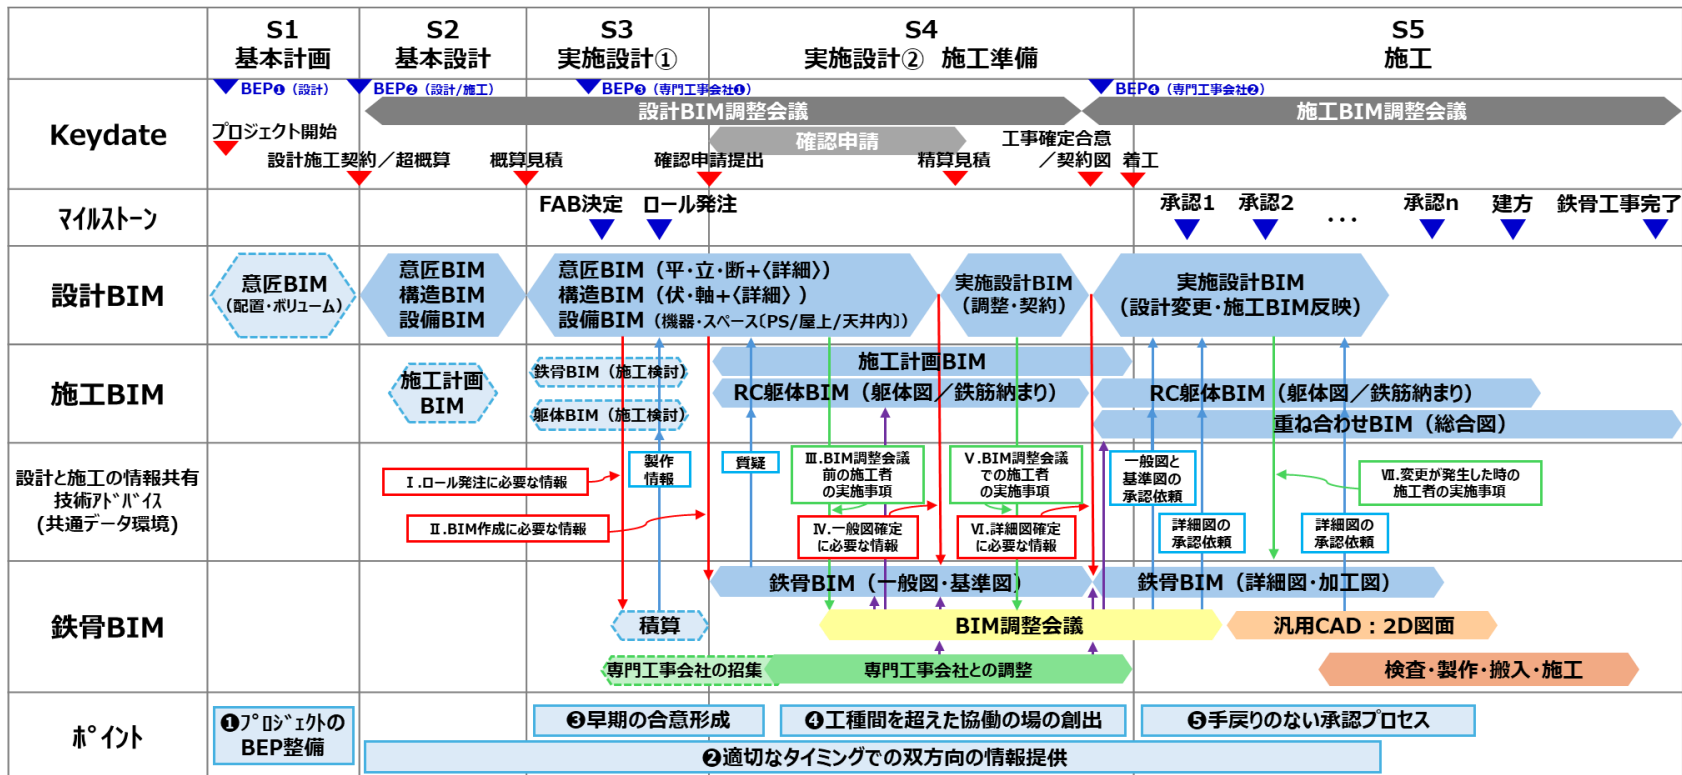 S1
基本計画
S2
基本設計
S3
実施設計①
S4
実施設計② 施工準備
S5
施工
Keydate
BEP❶(設計)
BEP❷(設計/施工)
BEP❸(専門工事会社❶)
BEP❹(専門工事会社❷)
設計BIM調整会議
施工BIM調整会議
確認申請
プロジェクト開始
設計施工契約/超概算
概算見積
確認申請提出
精算見積
工事確定合意
/契約図
着工
マイルストーン
FAB決定
ロール発注
承認1
承認2
・・・
承認n
建方
鉄骨工事完了
設計BIM
意匠BIM
(配置・ボリューム)
意匠BIM
構造BIM
設備BIM
意匠BIM(平・立・断+〈詳細〉)
構造BIM(伏・軸+〈詳細〉)
設備BIM(機器・スペース〔PS/屋上/天井内〕)
実施設計BIM
(調整・契約)
実施設計BIM
(設計変更・施工BIM反映)
施工BIM
施工計画
BIM
鉄骨BIM(施工検討)
躯体BIM(施工検討)
施工計画BIM
RC躯体BIM(躯体図/鉄筋納まり)
RC躯体BIM(躯体図/鉄筋納まり)
重ね合わせBIM(総合図)
設計と施工の情報共有
技術アドバイス
(共通データ環境)
Ⅰ.ロール発注に必要な情報
Ⅱ.BIM作成に必要な情報
製作
情報
質疑
Ⅲ.BIM調整会議
前の施工者
の実施事項
Ⅳ.一般図確定
に必要な情報
Ⅴ.BIM調整会議
での施工者
の実施事項
Ⅵ.詳細図確定
に必要な情報
一般図と
基準図の
承認依頼
詳細図の
承認依頼
詳細図の
承認依頼
Ⅶ.変更が発生した時の
施工者の実施事項
鉄骨BIM
鉄骨BIM(一般図・基準図)
鉄骨BIM(詳細図・加工図)
積算
BIM調整会議
汎用CAD:2D図面
専門工事会社の招集
専門工事会社との調整
検査・製作・搬入・施工
ポイント
❶プロジェクトの
BEP整備
❸早期の合意形成
❹工種間を超えた協働の場の創出
❺手戻りのない承認プロセス
❷適切なタイミングでの双方向の情報提供